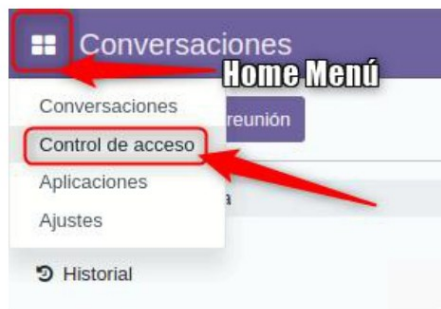 Conversaciones
Home Menú
Conversaciones
reunión
Control de acceso
Aplicaciones
Ajustes
Historial